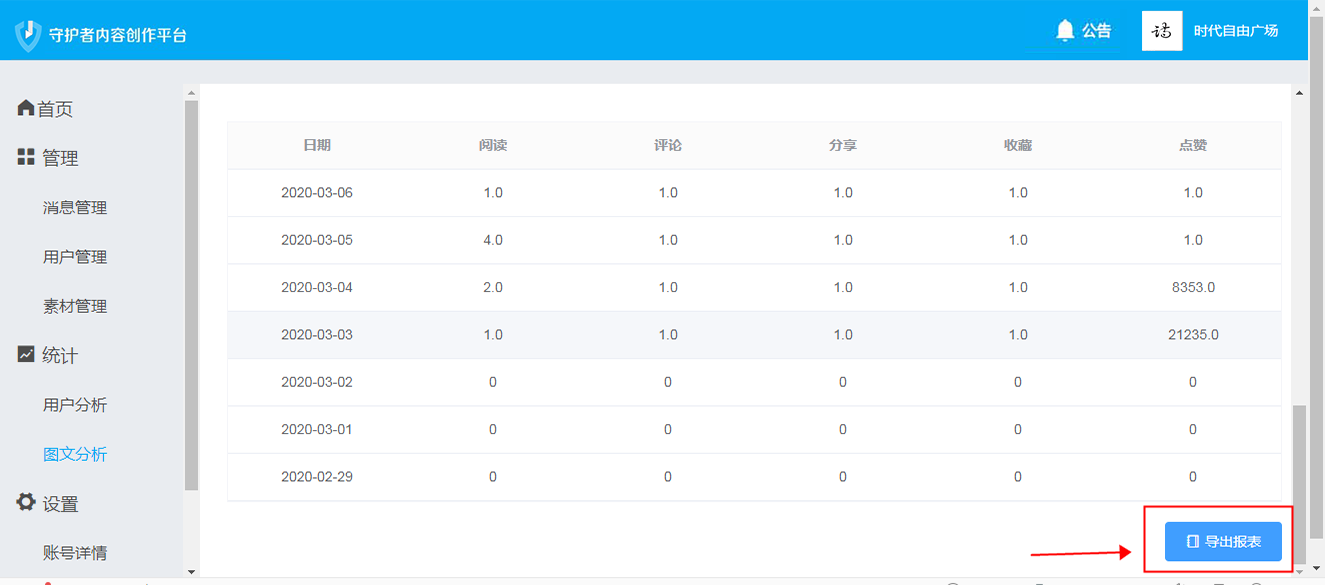 守护者内容创作平台
公告
时代自由广场
首页
管理
消息管理
用户管理
素材管理
统计
用户分析
图文分析
设置
账号详情
日期 阅读 评论 分享 收藏 点赞
2020-03-06 1.0 1.0 1.0 1.0 1.0
2020-03-05 4.0 1.0 1.0 1.0 1.0
2020-03-04 2.0 1.0 1.0 1.0 8353.0
2020-03-03 1.0 1.0 1.0 1.0 21235.0
2020-03-02 0 0 0 0 0
2020-03-01 0 0 0 0 0
2020-02-29 0 0 0 0 0
导出报表